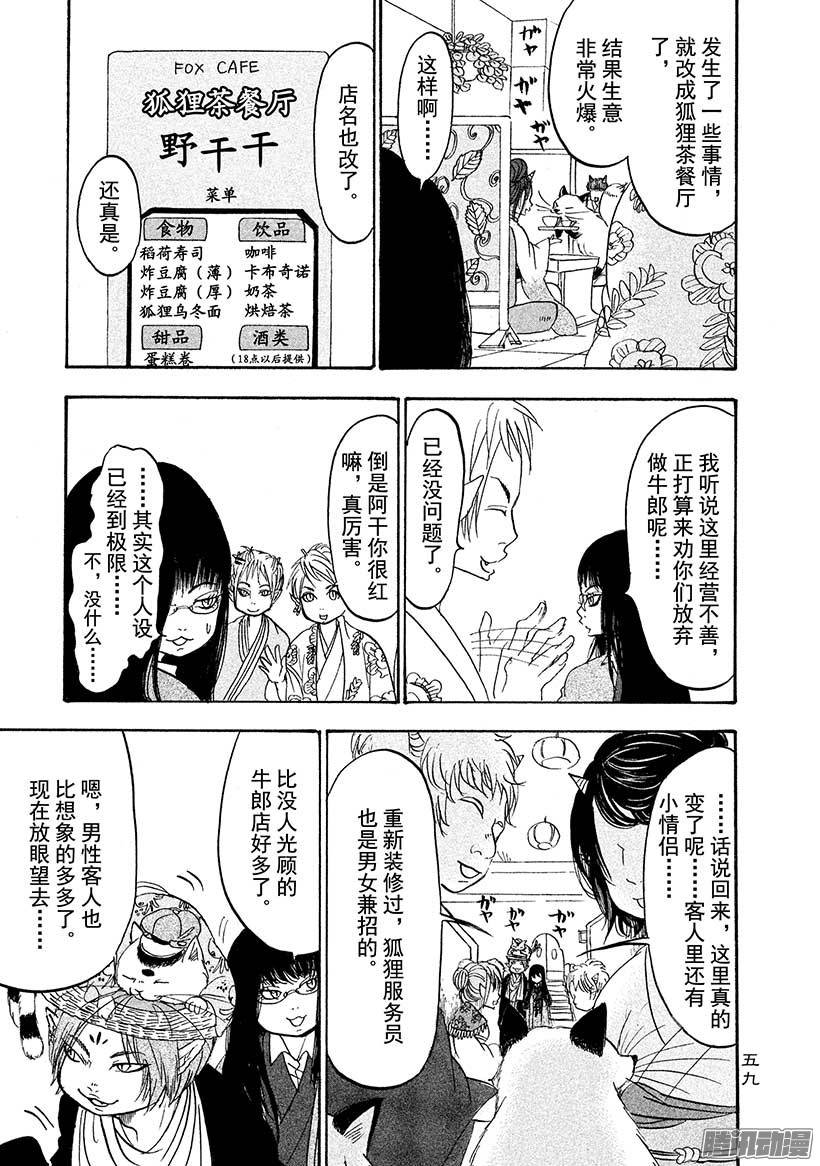 发生了一些事情，
就改成狐狸茶餐厅
了，
结果生意
非常火爆。
ガヤ
ガヤ
这样啊……
店名也改了。
FOX CAFE
狐狸茶餐厅
野干干
菜单
食物
稻荷寿司
炸豆腐（薄）
炸豆腐（厚）
狐狸乌冬面
饮品
咖啡
卡布奇诺
奶茶
烘焙茶
甜品
蛋糕卷
酒类
（18点以后提供）
还真是。
我听说这里经营不善，
正打算来劝你们放弃
做牛郎呢……
已经没问题了。
倒是阿干你很红
嘛，真厉害。
……其实这个人设
已经到极限……
不，没什么……
……话说回来，这里真的
变了呢……客人里还有
小情侣……
ガヤ
ガヤ
重新装修过，狐狸服务员
也是男女兼招的。
比没人光顾的
牛郎店好多了。
嗯，男性客人也
比想象的多多了。
现在放眼望去……
五九
腾讯动漫